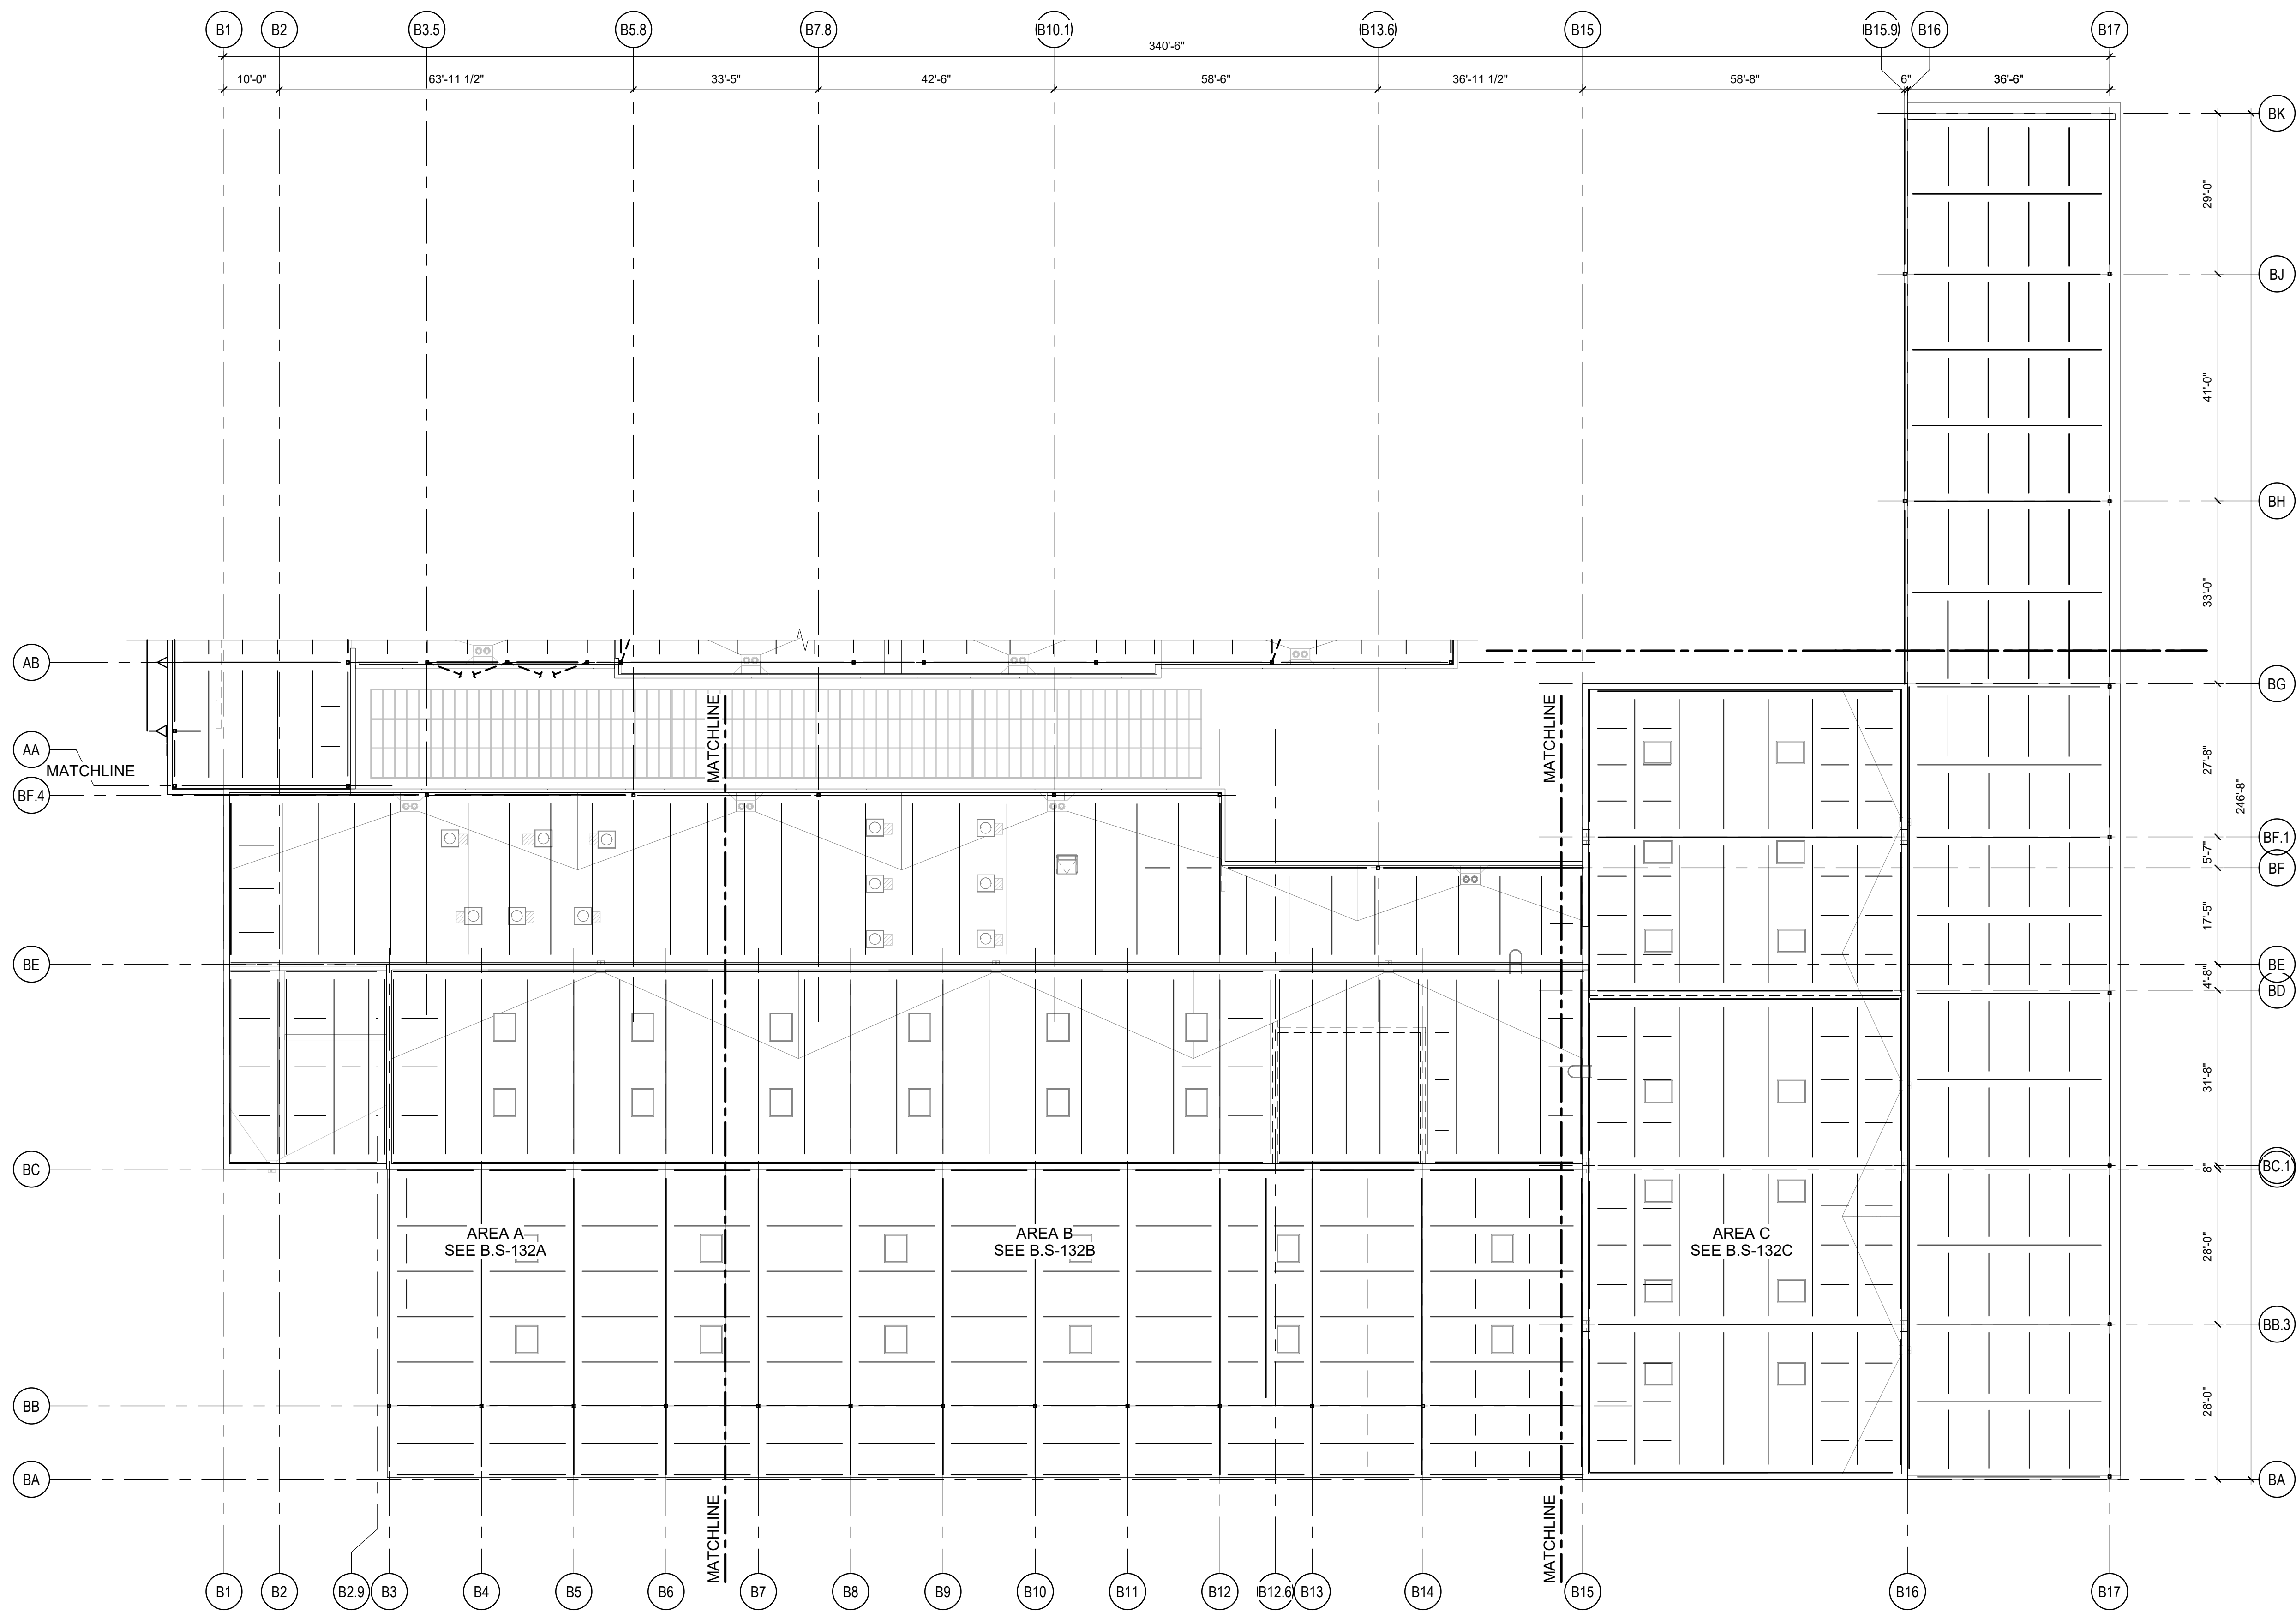 B1 B2 B3.5 B5.8 B7.8 B10.1 B13.6 B15 B15.9 B16 B17
340'-6"
10'-0" 63'-11 1/2" 33'-5" 42'-6" 58'-6" 36'-11 1/2" 58'-8" 6" 36'-6"
BK
29'-0"
BJ
41'-0"
BH
33'-0"
AB
BG
MATCHLINE
MATCHLINE
AA
MATCHLINE
27'-8"
246'-8"
BF.4
BF.1
5'-7"
BF
17'-5"
BE
BE
4'-8"
BD
31'-8"
BC
BC.1
8"
AREA A
SEE B.S-132A
AREA B
SEE B.S-132B
AREA C
SEE B.S-132C
28'-0"
BB.3
BB
28'-0"
BA
BA
MATCHLINE
MATCHLINE
B1 B2 B2.9 B3 B4 B5 B6 B7 B8 B9 B10 B11 B12 B12.6 B13 B14 B15 B16 B17